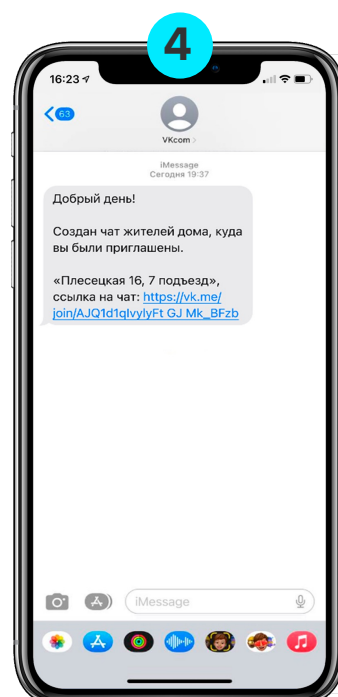 4
16:23
63
VKcom
iMessage
Сегодня 19:37
Добрый день!
Создан чат жителей дома, куда
вы были приглашены.
«Плесецкая 16, 7 подъезд»,
ссылка на чат: https://vk.me/
join/AJQ1d1qIvylyFt GJ Mk_BFzb
iMessage